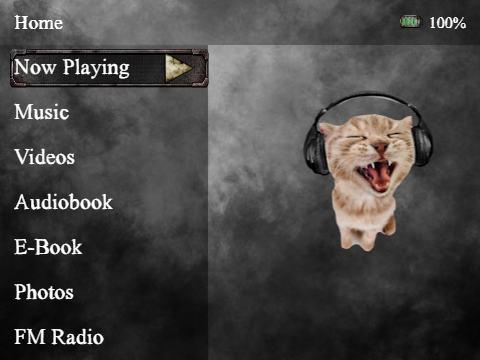 Home
100%
Now Playing
Music
Videos
Audiobook
E-Book
Photos
FM Radio